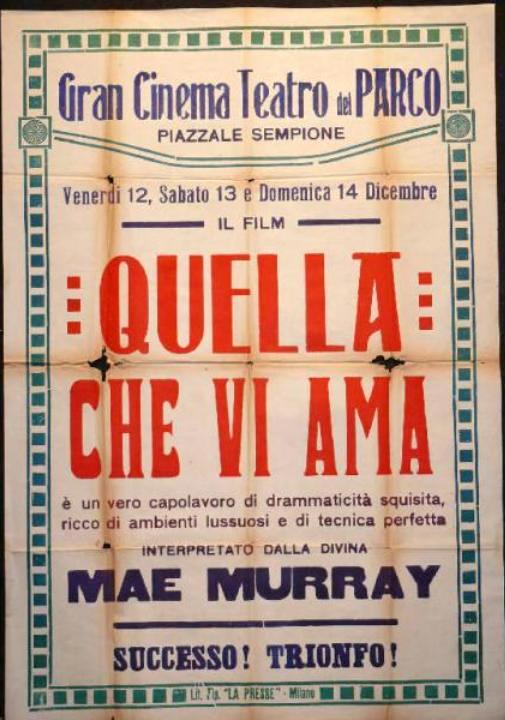 Gran Cinema Teatro del PARCO
PIAZZALE SEMPIONE
Venerdi 12, Sabato 13 e Domenica 14 Dicembre
IL FILM
QUELLA
CHE VI AMA
è un vero capolavoro di drammaticità squisita,
ricco di ambienti lussuosi e di tecnica perfetta
INTERPRETATO DALLA DIVINA
MAE MURRAY
SUCCESSO! TRIONFO!
Lit. Tip. "LA PRESSE" - Milano